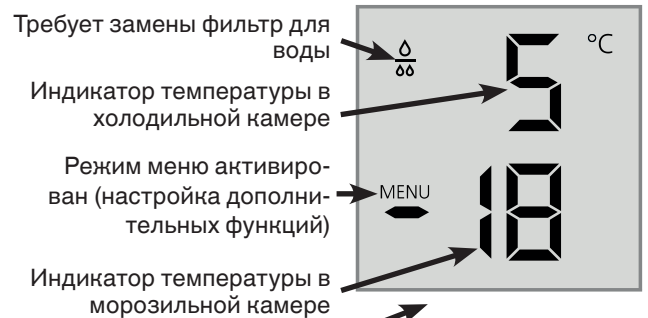 Требует замены фильтр для
воды
°C
5
Индикатор температуры в
холодильной камере
Режим меню активиро-
ван (настройка дополни-
тельных функций)
MENU
-18
Индикатор температуры в
морозильной камере